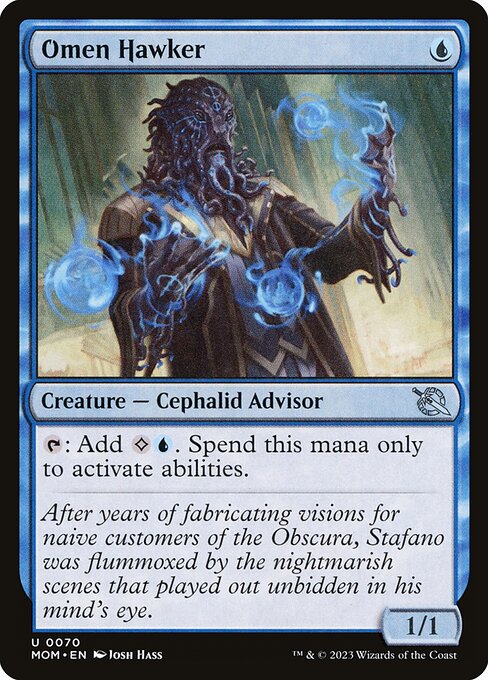 Omen Hawker
Creature — Cephalid Advisor
: Add . Spend this mana only
to activate abilities.
After years of fabricating visions for
naive customers of the Obscura, Stafano
was flummoxed by the nightmarish
scenes that played out unbidden in his
mind's eye.
1/1
U 0070
MOM • EN Josh Hass
™ & © 2023 Wizards of the Coast